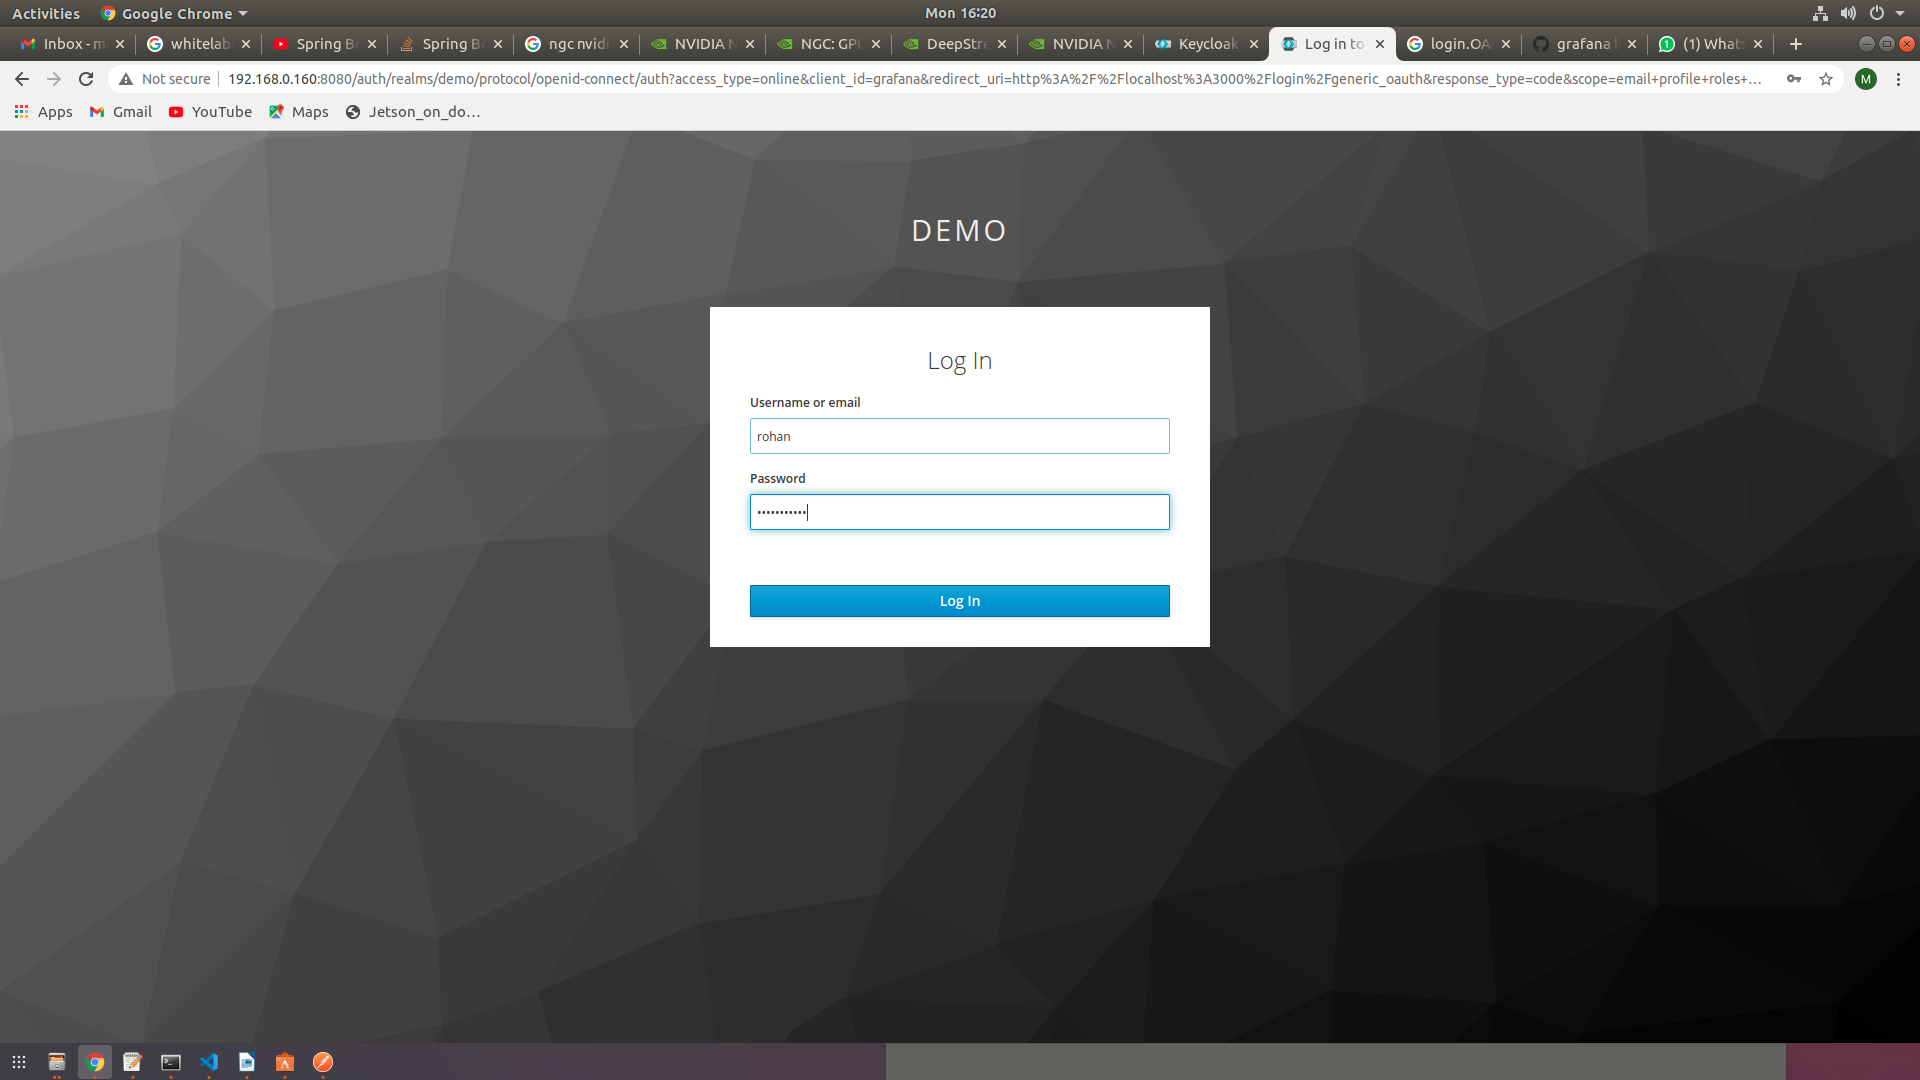 Activities Google Chrome Mon 16:20
Inbox - m whitelab Spring Bo Spring Bo ngc nvidi NVIDIA N NGC: GPU DeepStre NVIDIA N Keycloak Log in to login.OA grafana l (1) Whats
Not secure 192.168.0.160:8080/auth/realms/demo/protocol/openid-connect/auth?access_type=online&client_id=grafana&redirect_uri=http%3A%2F%2Flocalhost%3A3000%2Flogin%2Fgeneric_oauth&response_type=code&scope=email+profile+roles+... M
Apps Gmail YouTube Maps Jetson_on_do...
DEMO
Log In
Username or email
rohan
Password
•••••••••••
Log In